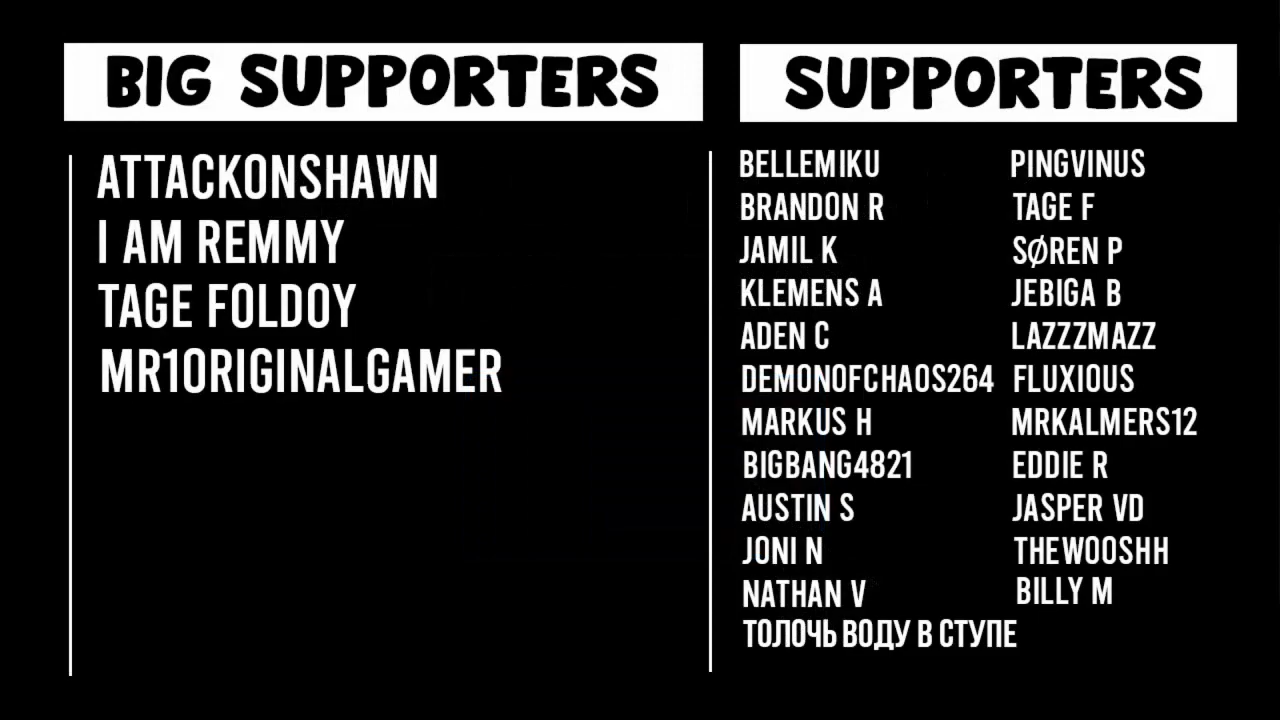 BIG SUPPORTERS
ATTACKONSHAWN
I AM REMMY
TAGE FOLDOY
MR1ORIGINALGAMER
SUPPORTERS
BELLEMIKU
BRANDON R
JAMIL K
KLEMENS A
ADEN C
DEMONOFCHAOS264
MARKUS H
BIGBANG4821
AUSTIN S
JONI N
NATHAN V
ТОЛОЧЬ ВОДУ В СТУПЕ
PINGVINUS
TAGE F
SØREN P
JEBIGA B
LAZZZMAZZ
FLUXIOUS
MRKALMERS12
EDDIE R
JASPER VD
THEWOOSHH
BILLY M